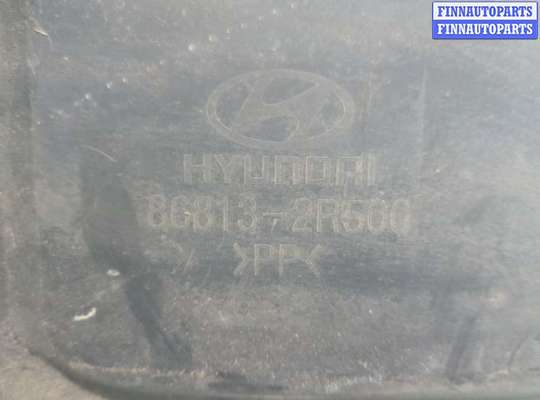 FINNAUTOPARTS
FINNAUTOPARTS
HYUNDAI
86813-2R500
>PP<